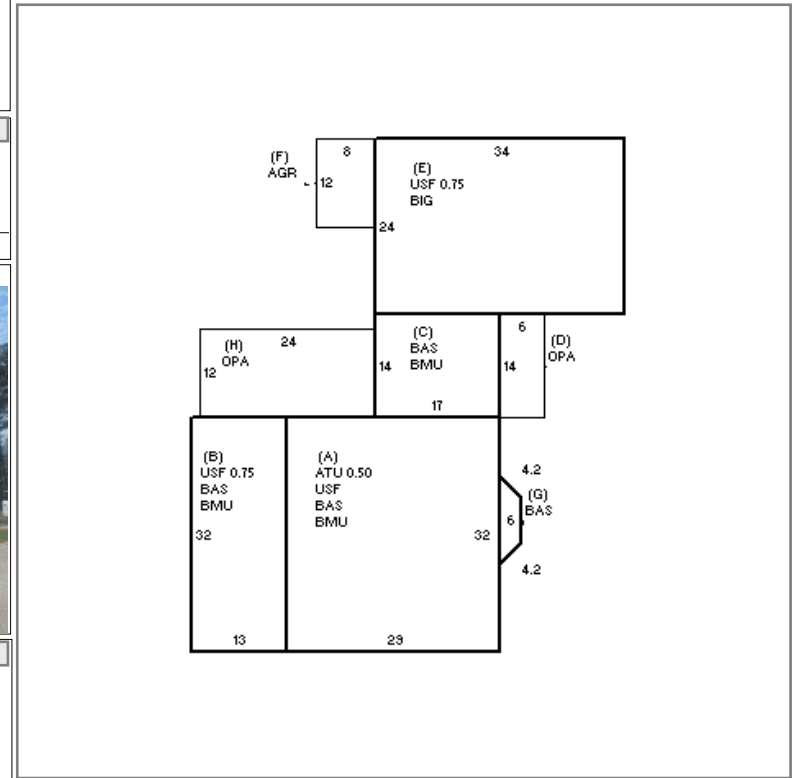 8
34
(F)
AGR
12
(E)
USF 0.75
BIG
24
6
24
(H)
OPA
12
(C)
BAS
BMU
14
17
14
(D)
OPA
(B)
USF 0.75
BAS
BMU
32
13
(A)
ATU 0.50
USF
BAS
BMU
32
29
4.2
(G)
BAS
6
4.2